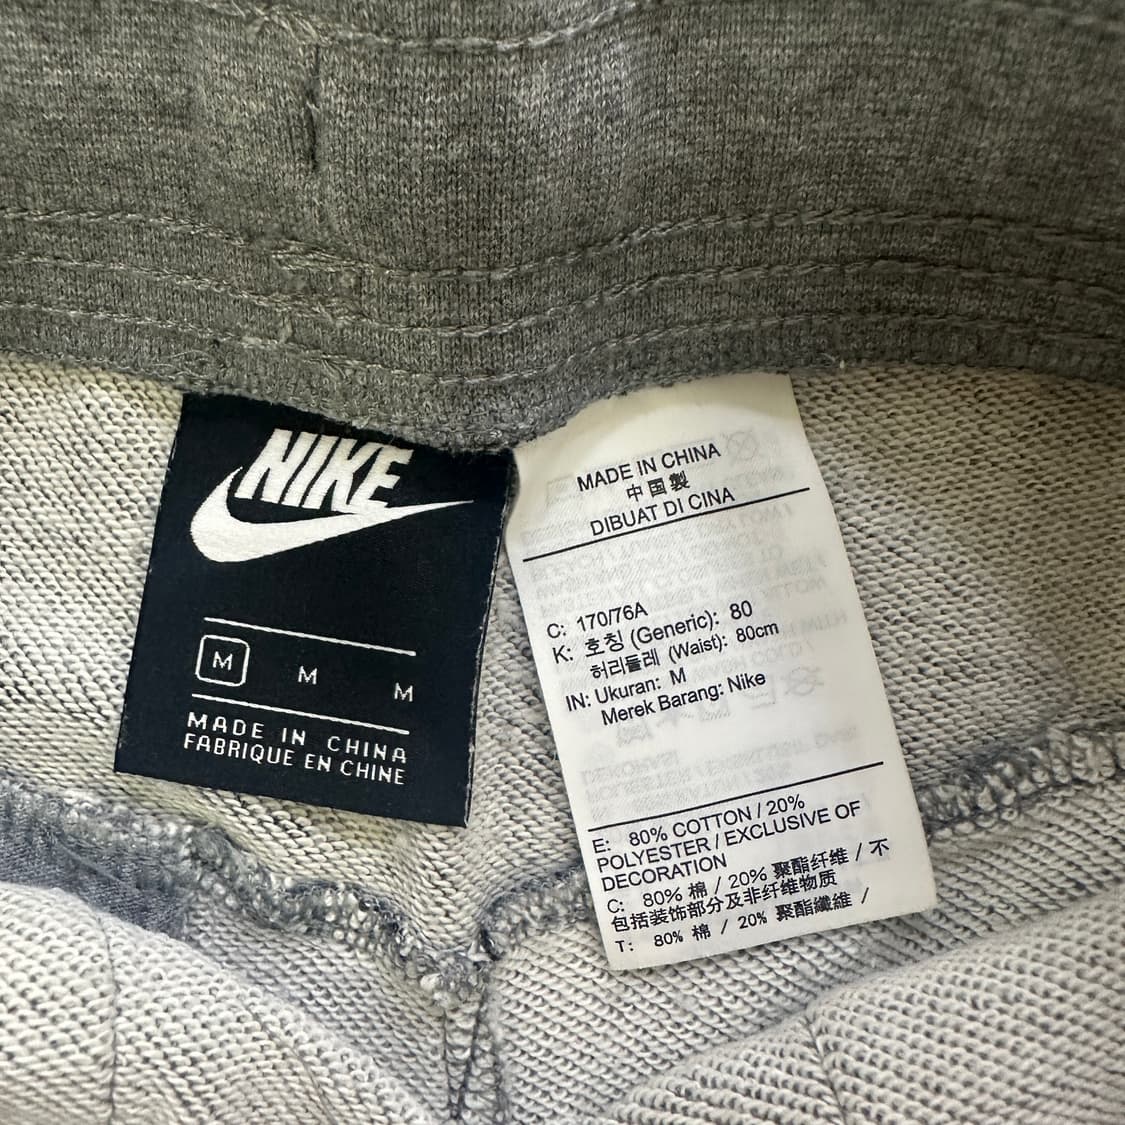 NIKE
M M M
MADE IN CHINA
FABRIQUE EN CHINE
MADE IN CHINA
中国製
DIBUAT DI CINA
C: 170/76A
K: 호칭 (Generic): 80
허리둘레 (Waist): 80cm
IN: Ukuran: M
Merek Barang: Nike
E: 80% COTTON / 20%
POLYESTER / EXCLUSIVE OF
DECORATION
C: 80% 棉 / 20% 聚酯纤维 / 不
包括装饰部分及非纤维物质
T: 80% 棉 / 20% 聚酯纖維 /